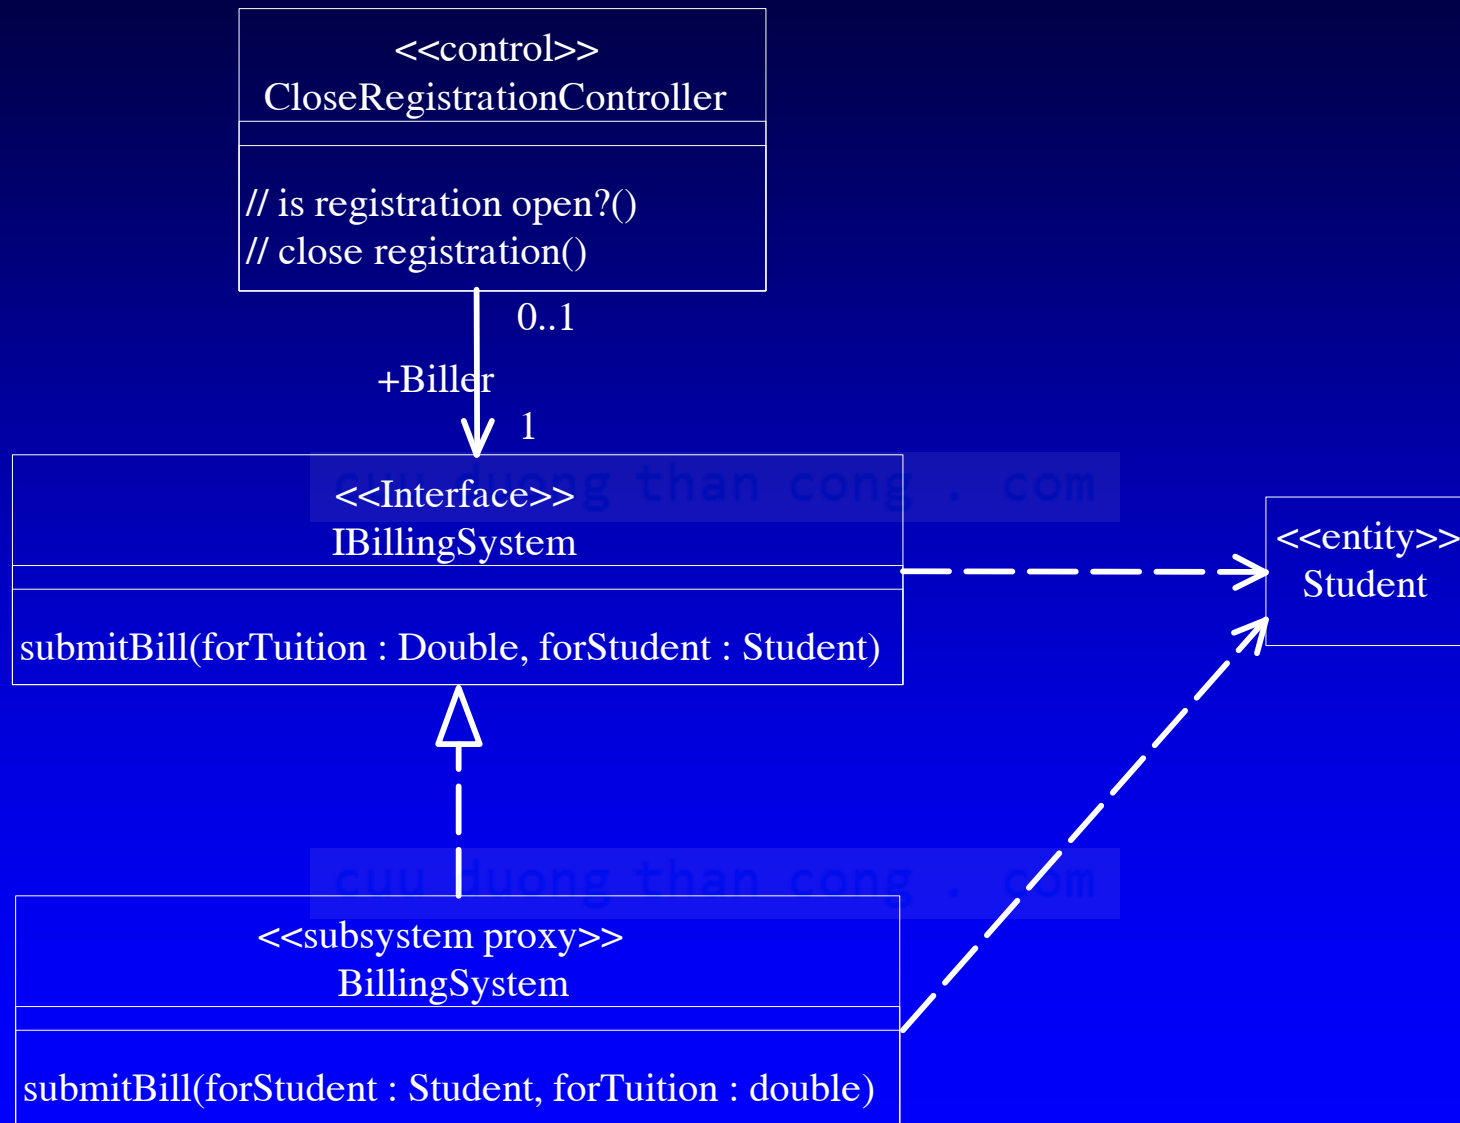 <<control>>
CloseRegistrationController
// is registration open?()
// close registration()
0..1
+Biller
1
cuu duong than cong . com
<<Interface>>
IBillingSystem
submitBill(forTuition : Double, forStudent : Student)
<<entity>>
Student
cuu duong than cong . com
<<subsystem proxy>>
BillingSystem
submitBill(forStudent : Student, forTuition : double)